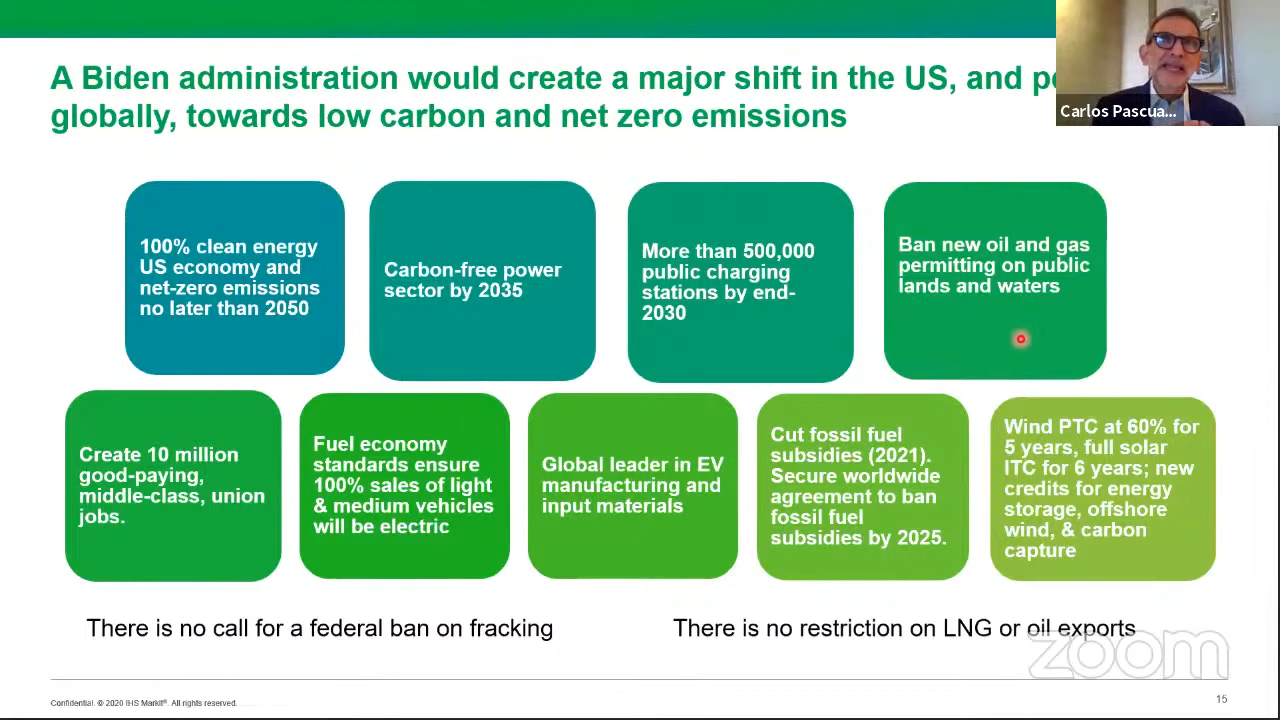 A Biden administration would create a major shift in the US, and
globally, towards low carbon and net zero emissions
Carlos Pascua...
100% clean energy
US economy and
net-zero emissions
no later than 2050
Carbon-free power
sector by 2035
More than 500,000
public charging
stations by end-
2030
Ban new oil and gas
permitting on public
lands and waters
Create 10 million
good-paying,
middle-class, union
jobs.
Fuel economy
standards ensure
100% sales of light
& medium vehicles
will be electric
Global leader in EV
manufacturing and
input materials
Cut fossil fuel
subsidies (2021).
Secure worldwide
agreement to ban
fossil fuel
subsidies by 2025.
Wind PTC at 60% for
5 years, full solar
ITC for 6 years; new
credits for energy
storage, offshore
wind, & carbon
capture
There is no call for a federal ban on fracking
There is no restriction on LNG or oil exports
zoom
Confidential. © 2020 IHS Markit®. All rights reserved.
15